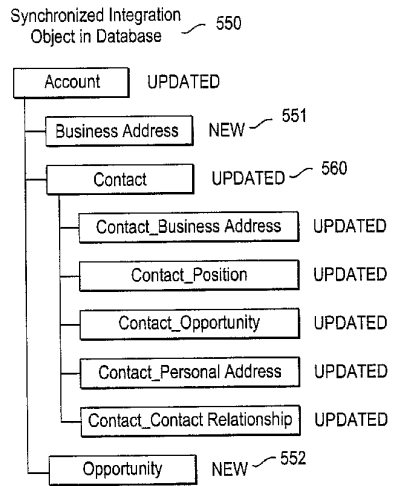 Synchronized Integration
Object in Database 550
Account UPDATED
Business Address NEW 551
Contact UPDATED 560
Contact_Business Address UPDATED
Contact_Position UPDATED
Contact_Opportunity UPDATED
Contact_Personal Address UPDATED
Contact_Contact Relationship UPDATED
Opportunity NEW 552